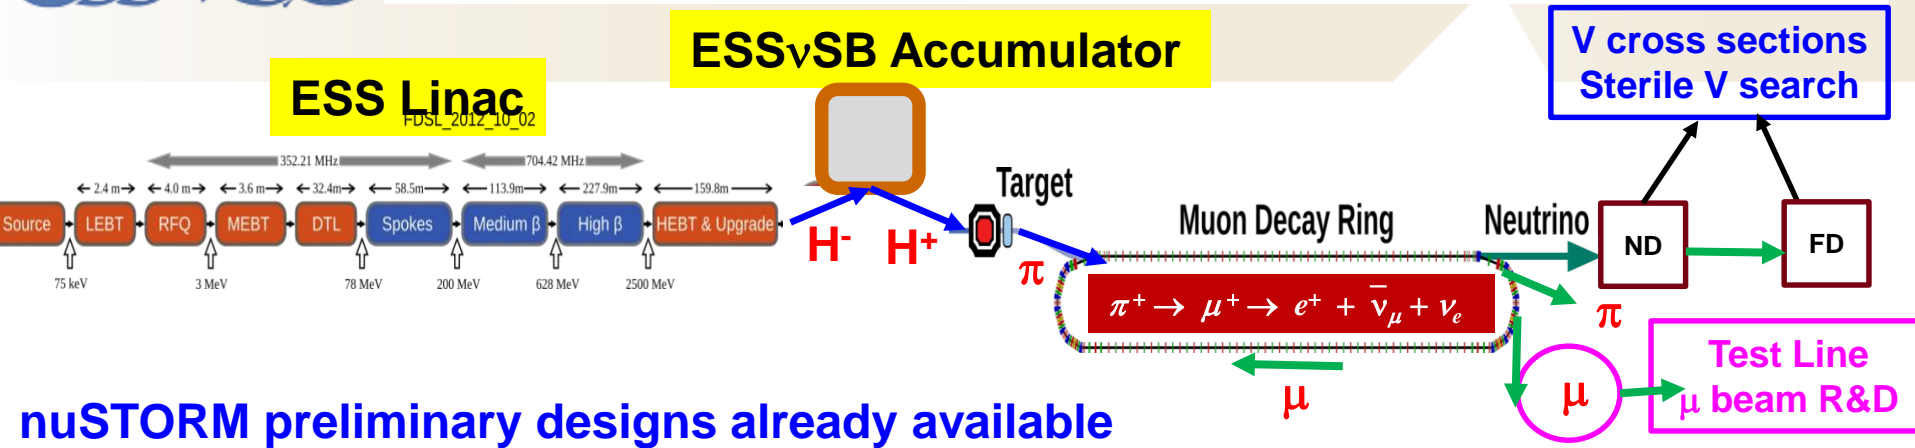 ESSνSB Accumulator
V cross sections
Sterile V search
ESS Linac
FDSL_2012_10_02
352.21 MHz
704.42 MHz
2.4 m
4.0 m
3.6 m
32.4m
58.5m
113.9m
227.9m
159.8m
Source
LEBT
RFQ
MEBT
DTL
Spokes
Medium β
High β
HEBT & Upgrade
75 keV
3 MeV
78 MeV
200 MeV
628 MeV
2500 MeV
H-
H+
Target
π
Muon Decay Ring
Neutrino
ND
FD
π⁺ → μ⁺ → e⁺ + ν̄_μ + ν_e
π
μ
μ
Test Line
μ beam R&D
nuSTORM preliminary designs already available